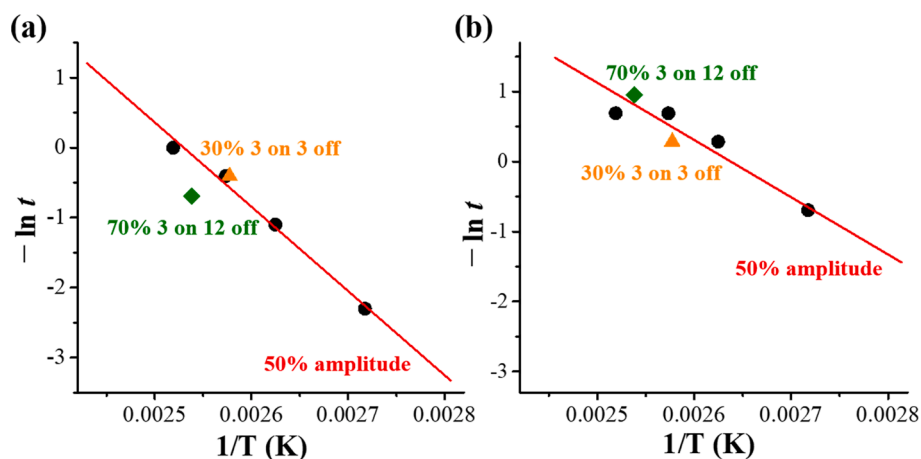 (a)
1
0
-1
-2
-3
– ln t
30% 3 on 3 off
70% 3 on 12 off
50% amplitude
0.0025 0.0026 0.0027 0.0028
1/T (K)
(b)
1
0
-1
-2
-3
– ln t
70% 3 on 12 off
30% 3 on 3 off
50% amplitude
0.0025 0.0026 0.0027 0.0028
1/T (K)